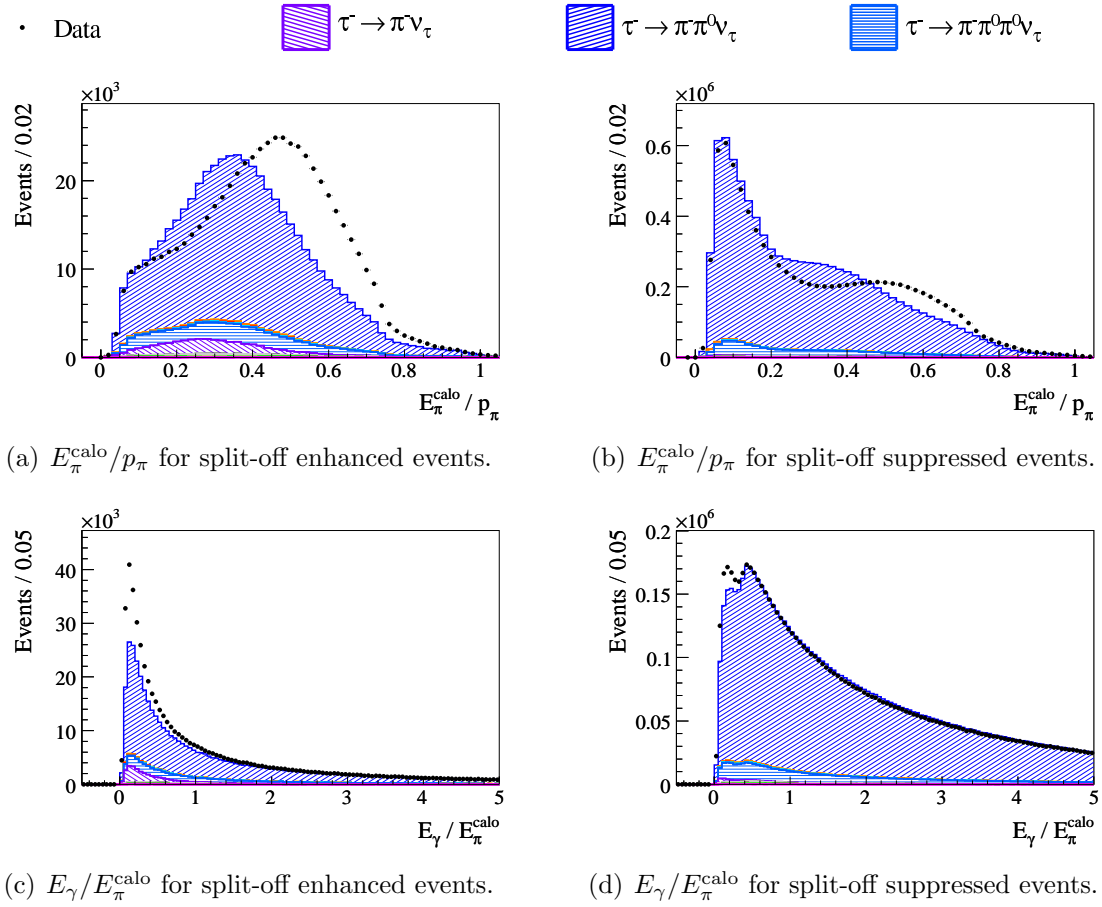 Data
τ⁻ → π⁻ν_τ
τ⁻ → π⁻π⁰ν_τ
τ⁻ → π⁻π⁰π⁰ν_τ
×10³
Events / 0.02
20
10
0
0 0.2 0.4 0.6 0.8 1
E_π^calo / p_π
(a) E_π^calo/p_π for split-off enhanced events.
×10⁶
Events / 0.02
0.6
0.4
0.2
0
0 0.2 0.4 0.6 0.8 1
E_π^calo / p_π
(b) E_π^calo/p_π for split-off suppressed events.
×10³
Events / 0.05
40
30
20
10
0
0 1 2 3 4 5
E_γ / E_π^calo
(c) E_γ/E_π^calo for split-off enhanced events.
×10⁶
Events / 0.05
0.2
0.15
0.1
0.05
0
0 1 2 3 4 5
E_γ / E_π^calo
(d) E_γ/E_π^calo for split-off suppressed events.